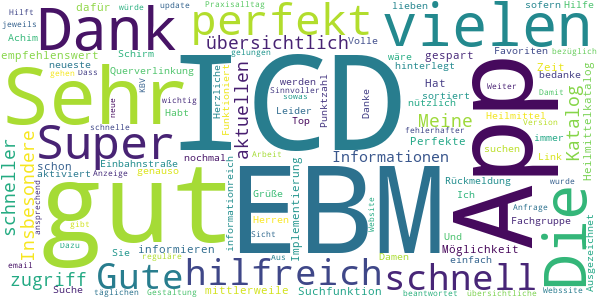 Hilft
update
Praxisalltag
lieben
sofern
Hilfe
jeweils
dafür
würde
Achim
Dank
perfekt
vielen
Schirm
gelungen
Volle
wäre
Favoriten
bezüglich
empfehlenswert
übersichtlich
gespart
hinterlegt
bedanke
neueste
Dass
Querverlinkung
Zeit
Damit
gehen
KBV
wichtig
Herzliche
Funktioniert
aktuellen
werden
Sinnvoller
sowas
Leider
Top
Punktzahl
Hat
sortiert
nützlich
Danke
Meine
Weiter
App
Katalog
Heilmittelkatalog
Sehr
ICD
neue
Habt
Super
schnelle
nochmal
Perfekte
fehlerhafter
Heilmittel
Version
immer
Link
suchen
schneller
Insbesondere
schon
Einbahnstraße
Arbeit
Informationen
aktiviert
Anzeige
genauso
ansprechend
gut
EBM
informationsreich
Grüße
Implementierung
Website
Rückmeldung
Ich
wurde
Die
Ausgezeichnet
gibt
Herren
Anfrage
Fachgruppe
Dazu
Sie
informieren
Sicht
Damen
Und
Möglichkeit
einfach
Aus
regulare
email
zugriff
Gute
hilfreich
schnell
Suche
täglichen
Gestaltung
mittlerweile
Suchfunktion
beantwortet
übersichtliche
Webssite